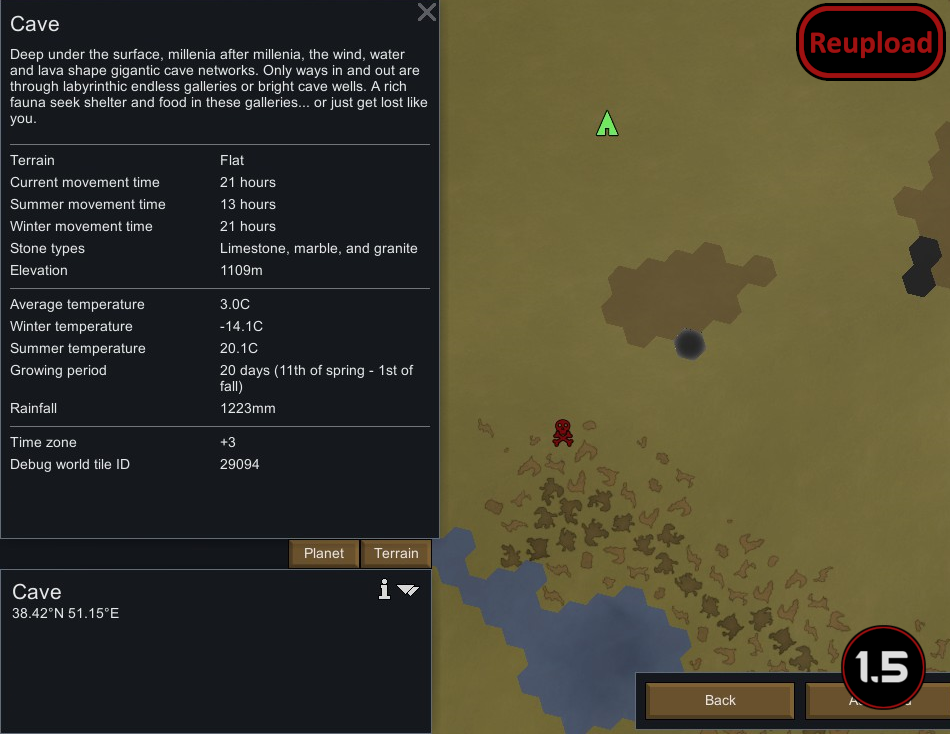 Cave
Deep under the surface, millenia after millenia, the wind, water
and lava shape gigantic cave networks. Only ways in and out are
through labyrinthic endless galleries or bright cave wells. A rich
fauna seek shelter and food in these galleries... or just get lost like
you.
Terrain Flat
Current movement time 21 hours
Summer movement time 13 hours
Winter movement time 21 hours
Stone types Limestone, marble, and granite
Elevation 1109m
Average temperature 3.0C
Winter temperature -14.1C
Summer temperature 20.1C
Growing period 20 days (11th of spring - 1st of
fall)
Rainfall 1223mm
Time zone +3
Debug world tile ID 29094
Planet Terrain
Cave
38.42°N 51.15°E
Reupload
1.5
Back